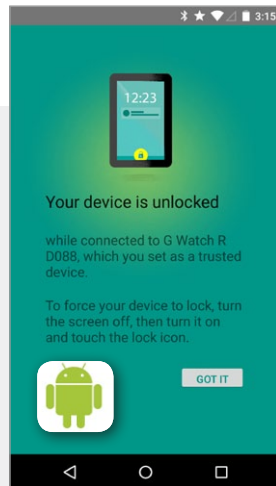 3:15
12:23
Your device is unlocked
while connected to G Watch R
D088, which you set as a trusted
device.
To force your device to lock, turn
the screen off, then turn it on
and touch the lock icon.
GOT IT